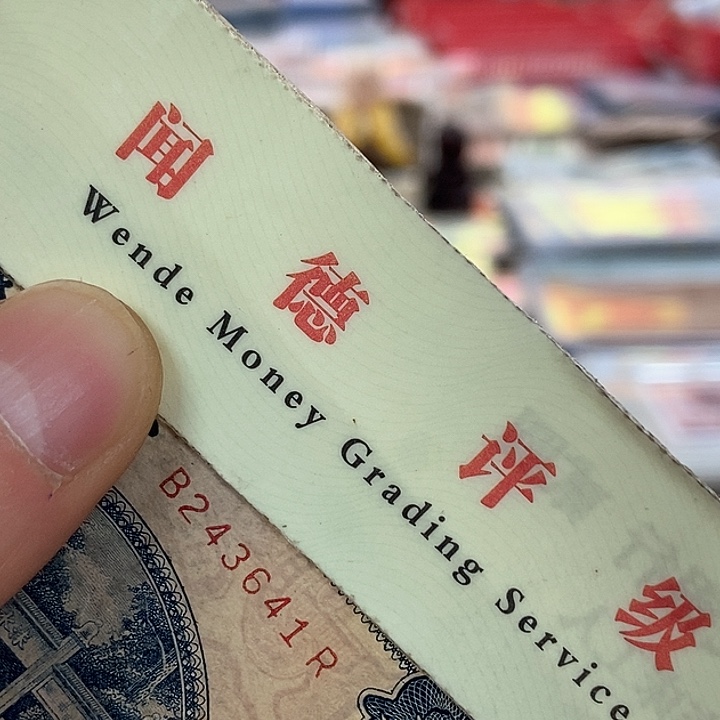 闻德评级
Wende Money Grading Service
B243641R